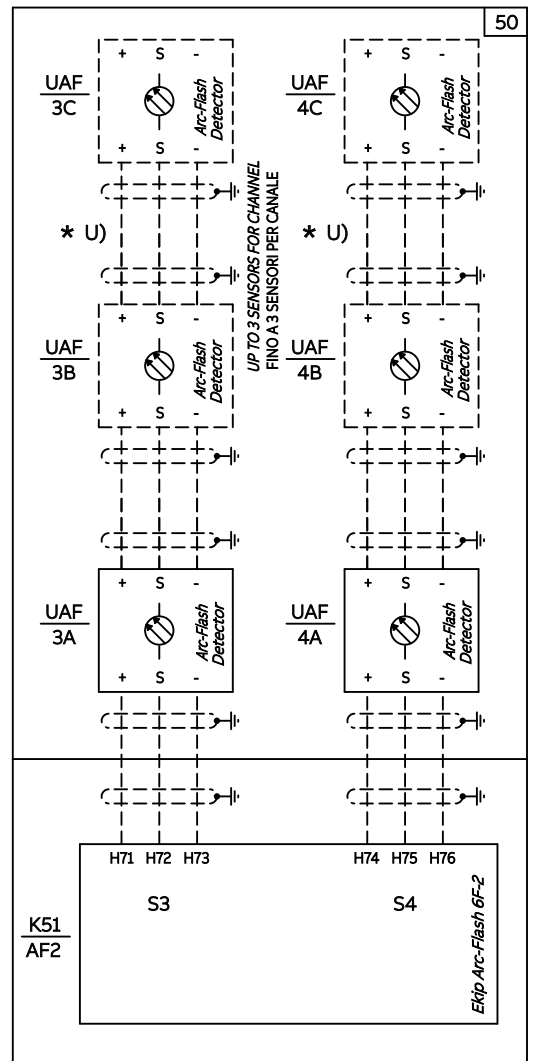 50
+ S -
+ S -
UAF
3C
Arc-Flash
Detector
UAF
4C
Arc-Flash
Detector
+ S -
+ S -
* U)
UP TO 3 SENSORS FOR CHANNEL
FINO A 3 SENSORI PER CANALE
* U)
+ S -
+ S -
UAF
3B
Arc-Flash
Detector
UAF
4B
Arc-Flash
Detector
+ S -
+ S -
+ S -
+ S -
UAF
3A
Arc-Flash
Detector
UAF
4A
Arc-Flash
Detector
+ S -
+ S -
H71 H72 H73
H74 H75 H76
S3
S4
K51
AF2
Ekip Arc-Flash 6F-2